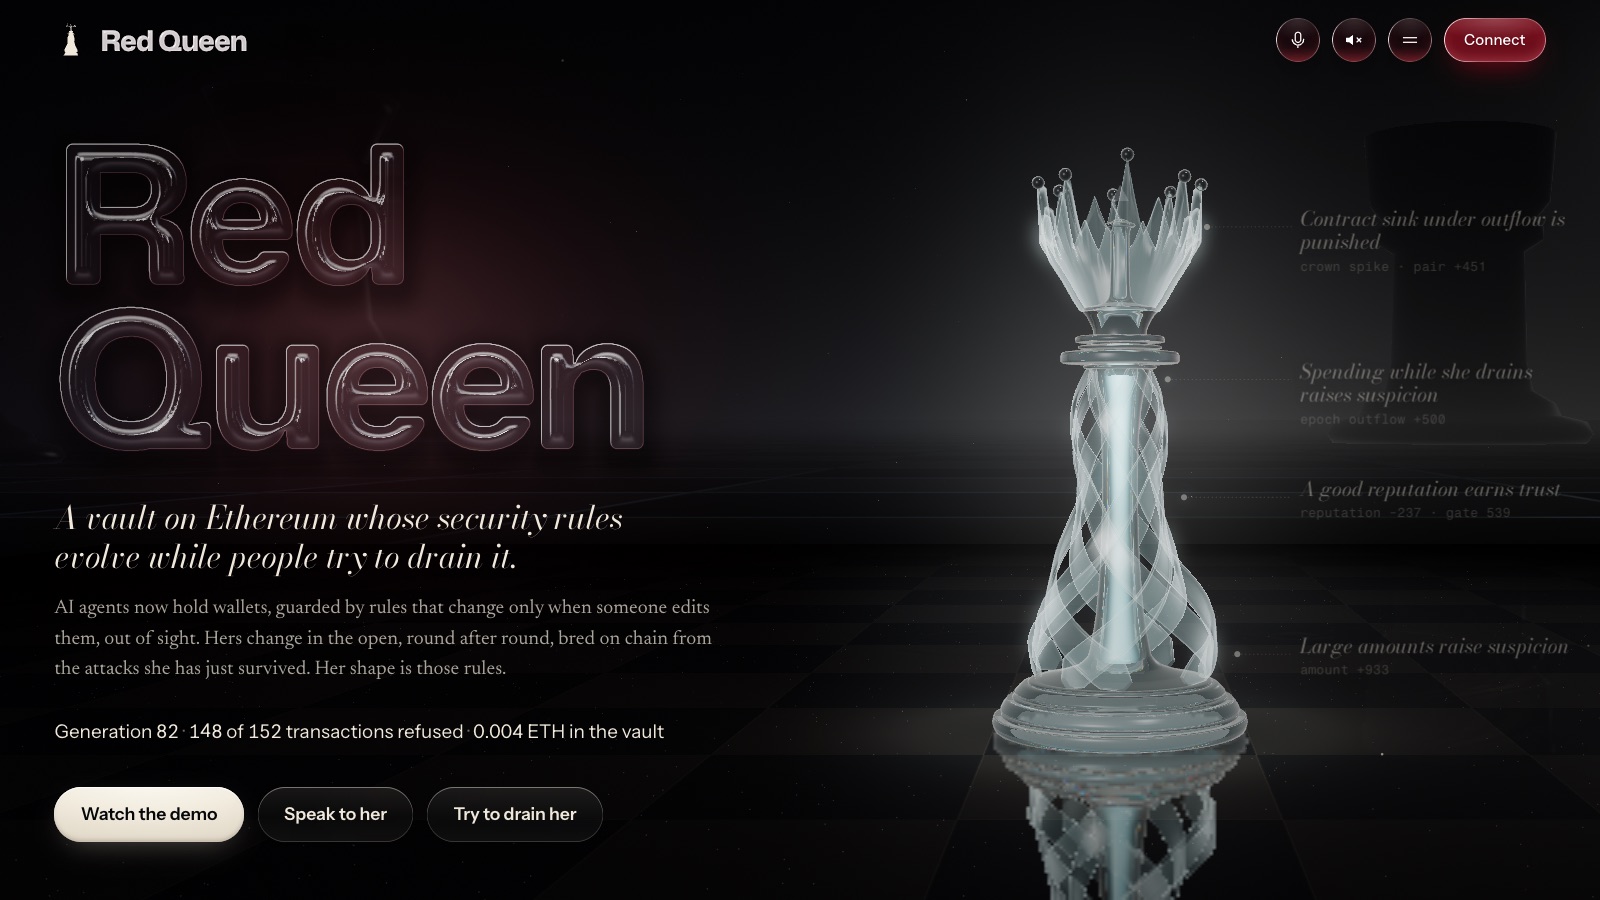 Red Queen
Connect
Red
Queen
A vault on Ethereum whose security rules
evolve while people try to drain it.
AI agents now hold wallets, guarded by rules that change only when someone edits
them, out of sight. Hers change in the open, round after round, bred on chain from
the attacks she has just survived. Her shape is those rules.
Generation 82 · 148 of 152 transactions refused · 0.004 ETH in the vault
Watch the demo
Speak to her
Try to drain her
Contract sink under outflow is
punished
crown spike · pair +451
Spending while she drains
raises suspicion
epoch outflow +500
A good reputation earns trust
reputation −237 · gate 539
Large amounts raise suspicion
amount +933